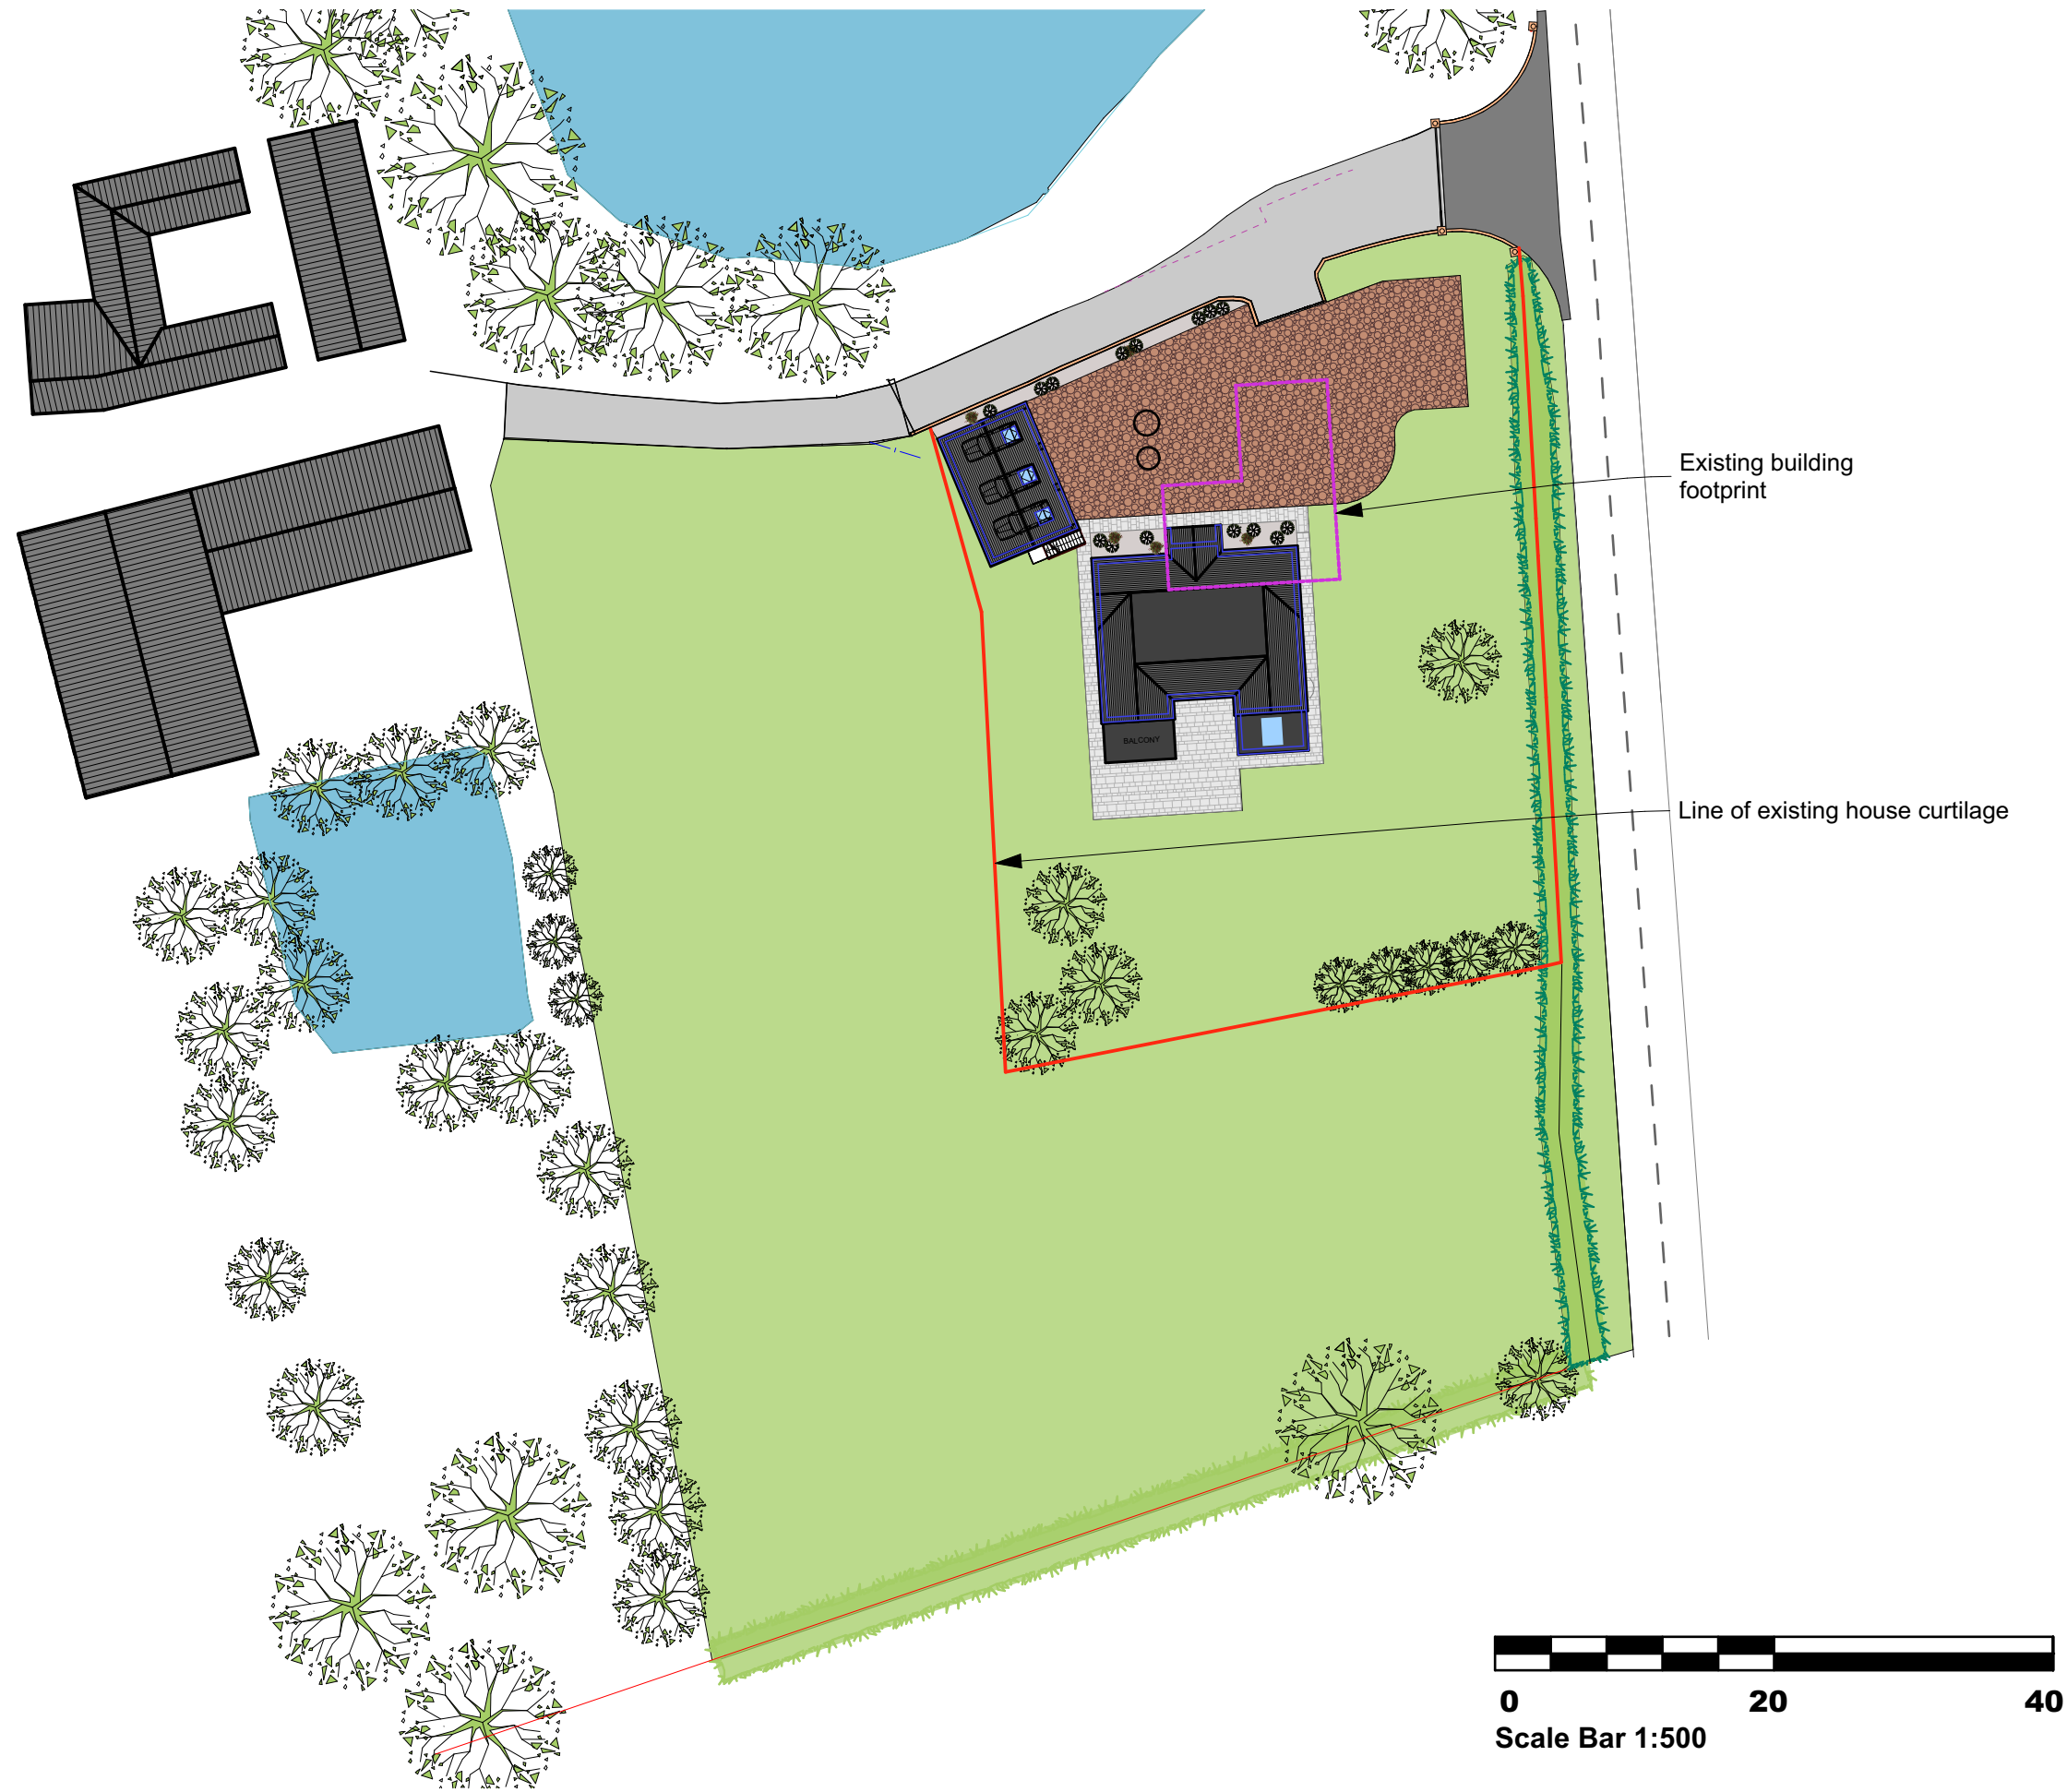 Existing building
footprint
BALCONY
Line of existing house curtilage
0 20 40
Scale Bar 1:500